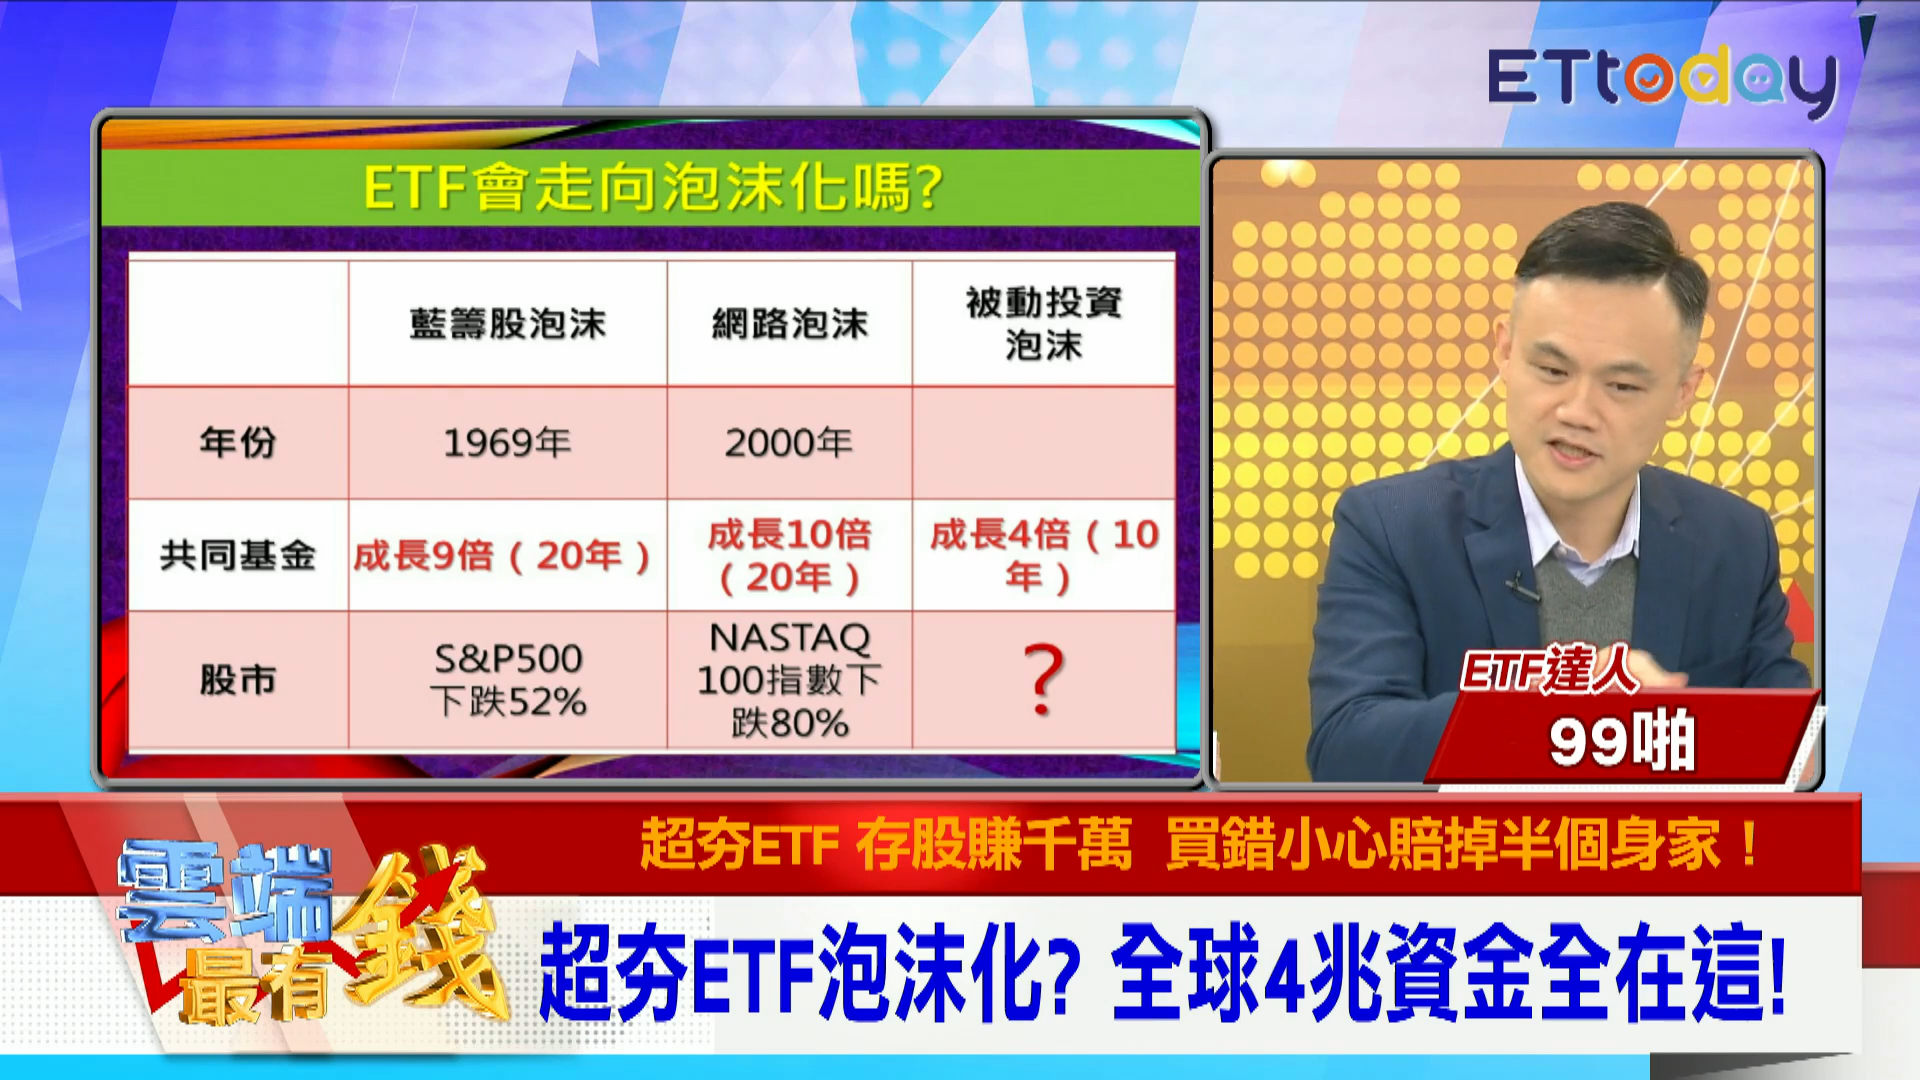 ETtoday
ETF會走向泡沫化嗎?
藍籌股泡沫
網路泡沫
被動投資
泡沫
年份
1969年
2000年
共同基金
成長9倍（20年）
成長10倍
（20年）
成長4倍（10
年）
股市
S&P500
下跌52%
NASTAQ
100指數下
跌80%
?
ETF達人
99啪
超夯ETF 存股賺千萬 買錯小心賠掉半個身家！
雲端
最有錢
超夯ETF泡沫化? 全球4兆資金全在這!